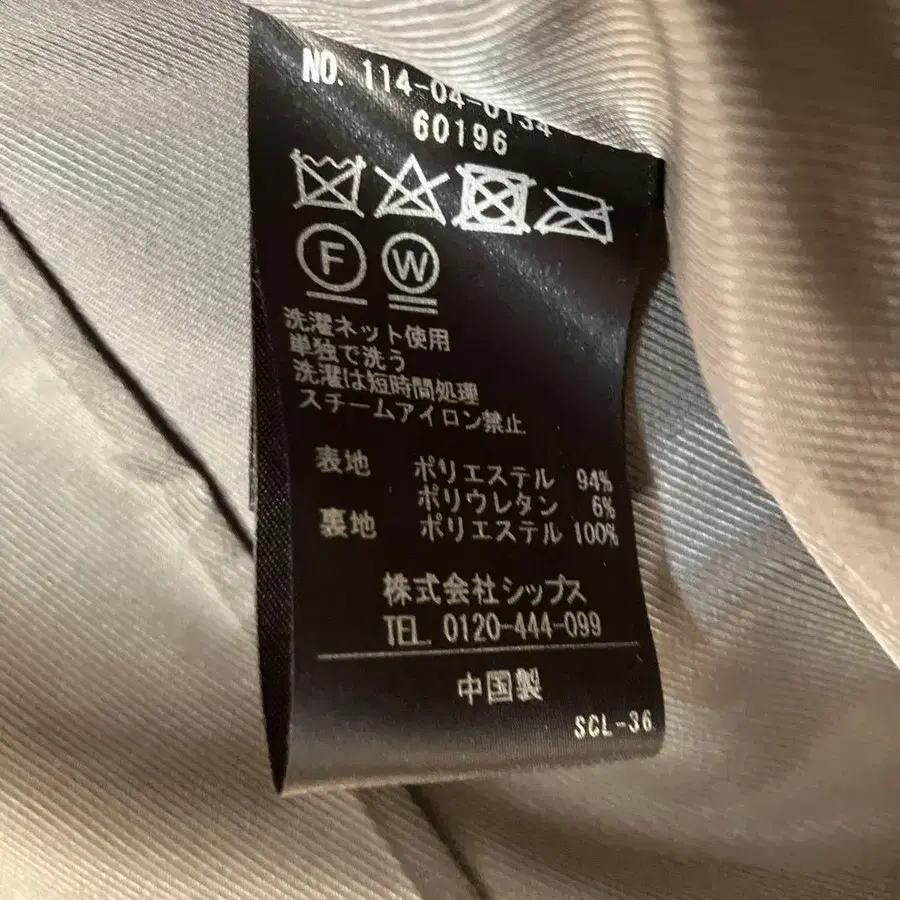 NO. 114-04-0134
60196
F W
洗濯ネット使用
単独で洗う
洗濯は短時間処理
スチームアイロン禁止
表地 ポリエステル 94%
ポリウレタン 6%
裏地 ポリエステル 100%
株式会社シップス
TEL. 0120-444-099
中国製
SCL-36